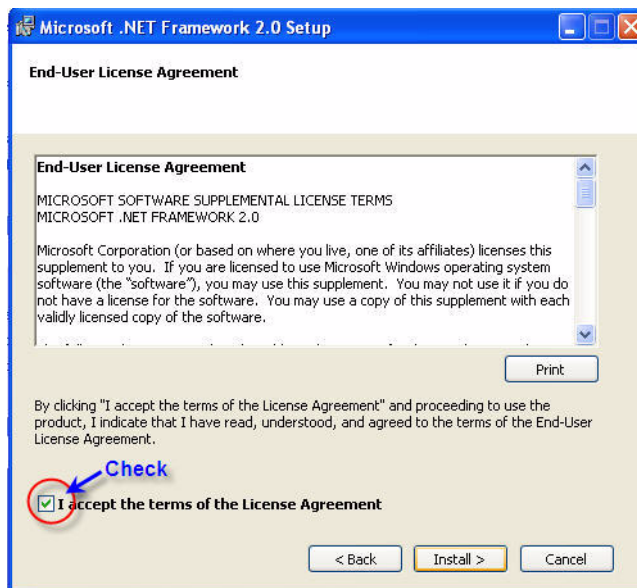 Microsoft .NET Framework 2.0 Setup
End-User License Agreement
End-User License Agreement
MICROSOFT SOFTWARE SUPPLEMENTAL LICENSE TERMS
MICROSOFT .NET FRAMEWORK 2.0
Microsoft Corporation (or based on where you live, one of its affiliates) licenses this
supplement to you. If you are licensed to use Microsoft Windows operating system
software (the "software"), you may use this supplement. You may not use it if you do
not have a license for the software. You may use a copy of this supplement with each
validly licensed copy of the software.
Print
By clicking "I accept the terms of the License Agreement" and proceeding to use the
product, I indicate that I have read, understood, and agreed to the terms of the End-User
License Agreement.
Check
I accept the terms of the License Agreement
< Back
Install >
Cancel